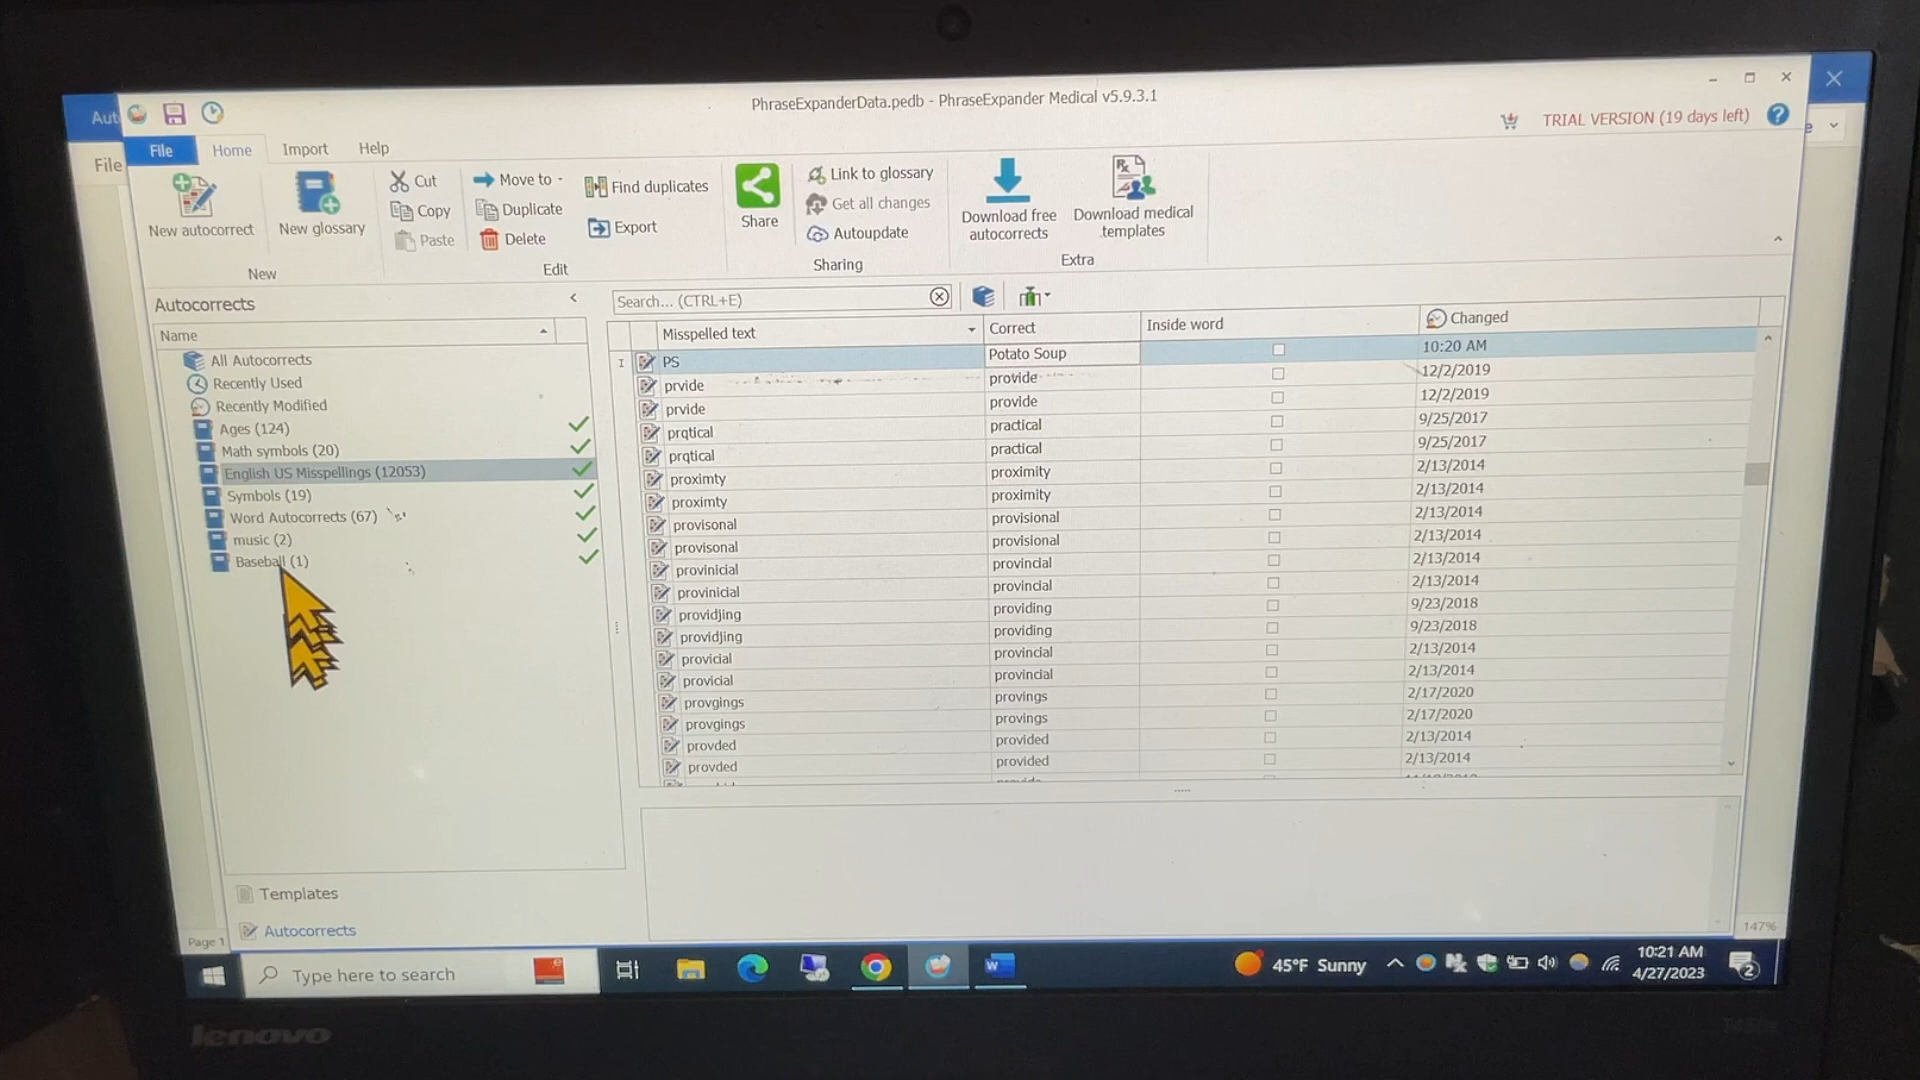 PhraseExpanderData.pedb - PhraseExpander Medical v5.9.3.1
TRIAL VERSION (19 days left)
File
File Home Import Help
New autocorrect
New glossary
New
Cut
Copy
Paste
Move to
Duplicate
Delete
Find duplicates
Export
Edit
Share
Link to glossary
Get all changes
Autoupdate
Sharing
Download free autocorrects
Download medical templates
Extra
Autocorrects
Name
All Autocorrects
Recently Used
Recently Modified
Ages (124)
Math symbols (20)
English US Misspellings (12053)
Symbols (19)
Word Autocorrects (67)
music (2)
Baseball (1)
Templates
Autocorrects
Search... (CTRL+E)
Misspelled text Correct Inside word Changed
PS Potato Soup 10:20 AM
prvide provide 12/2/2019
prvide provide 12/2/2019
prqtical practical 9/25/2017
prqtical practical 9/25/2017
proximty proximity 2/13/2014
proximty proximity 2/13/2014
provisonal provisional 2/13/2014
provisonal provisional 2/13/2014
provinicial provincial 2/13/2014
provinicial provincial 2/13/2014
providjing providing 9/23/2018
providjing providing 9/23/2018
provicial provincial 2/13/2014
provicial provincial 2/13/2014
provgings provings 2/17/2020
provgings provings 2/17/2020
provded provided 2/13/2014
provded provided 2/13/2014
Page 1
147%
Type here to search
45°F Sunny
10:21 AM
4/27/2023
2
lenovo